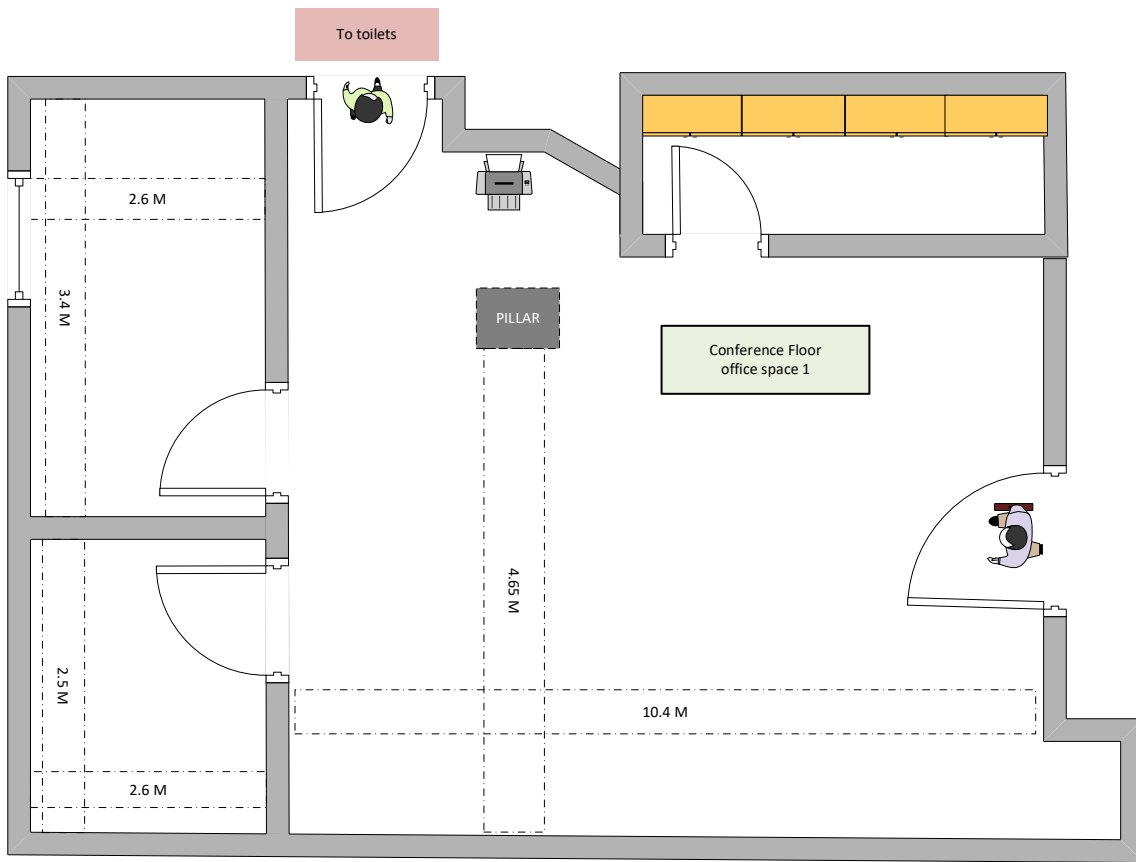 To toilets
2.6 M
3.4 M
PILLAR
Conference Floor
office space 1
4.65 M
2.5 M
10.4 M
2.6 M